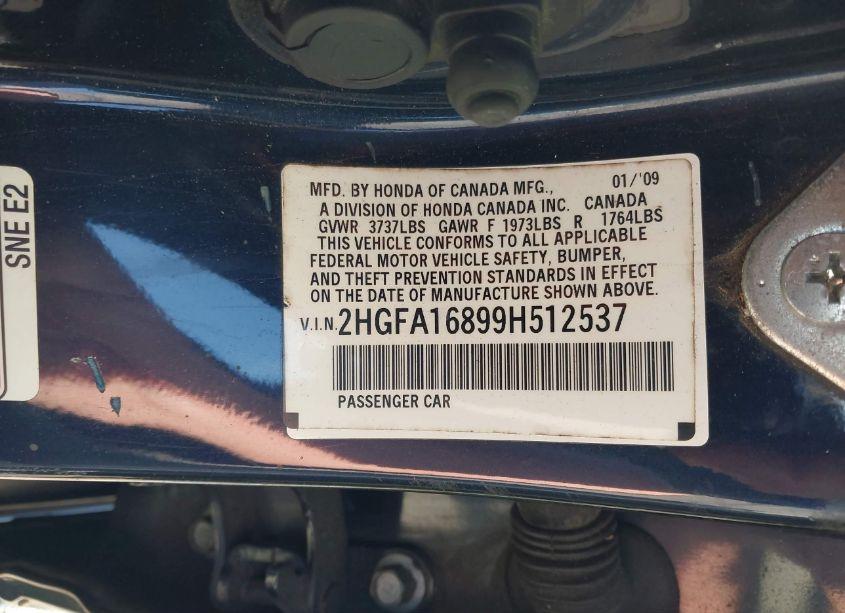 SNE E2
MFD. BY HONDA OF CANADA MFG., 01/'09
A DIVISION OF HONDA CANADA INC. CANADA
GVWR 3737LBS GAWR F 1973LBS R 1764LBS
THIS VEHICLE CONFORMS TO ALL APPLICABLE
FEDERAL MOTOR VEHICLE SAFETY, BUMPER,
AND THEFT PREVENTION STANDARDS IN EFFECT
ON THE DATE OF MANUFACTURE SHOWN ABOVE.
V.I.N. 2HGFA16899H512537
PASSENGER CAR